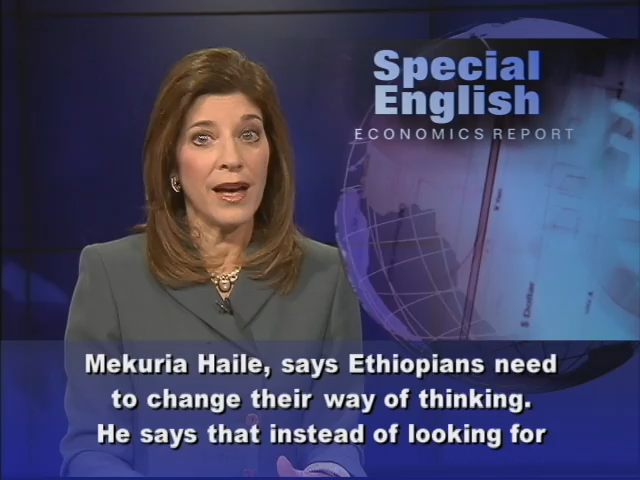 Special
English
ECONOMICS REPORT
Mekuria Haile, says Ethiopians need
to change their way of thinking.
He says that instead of looking for